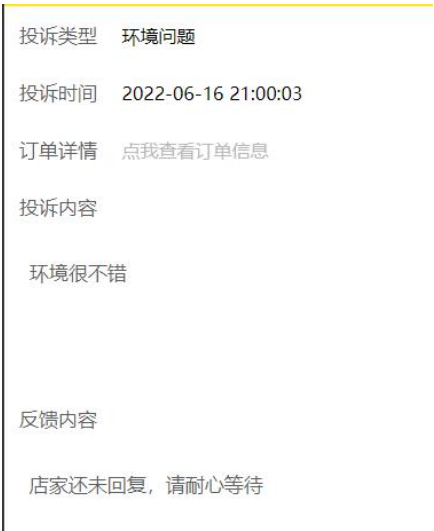 投诉类型 环境问题
投诉时间 2022-06-16 21:00:03
订单详情 点我查看订单信息
投诉内容
环境很不错
反馈内容
店家还未回复，请耐心等待